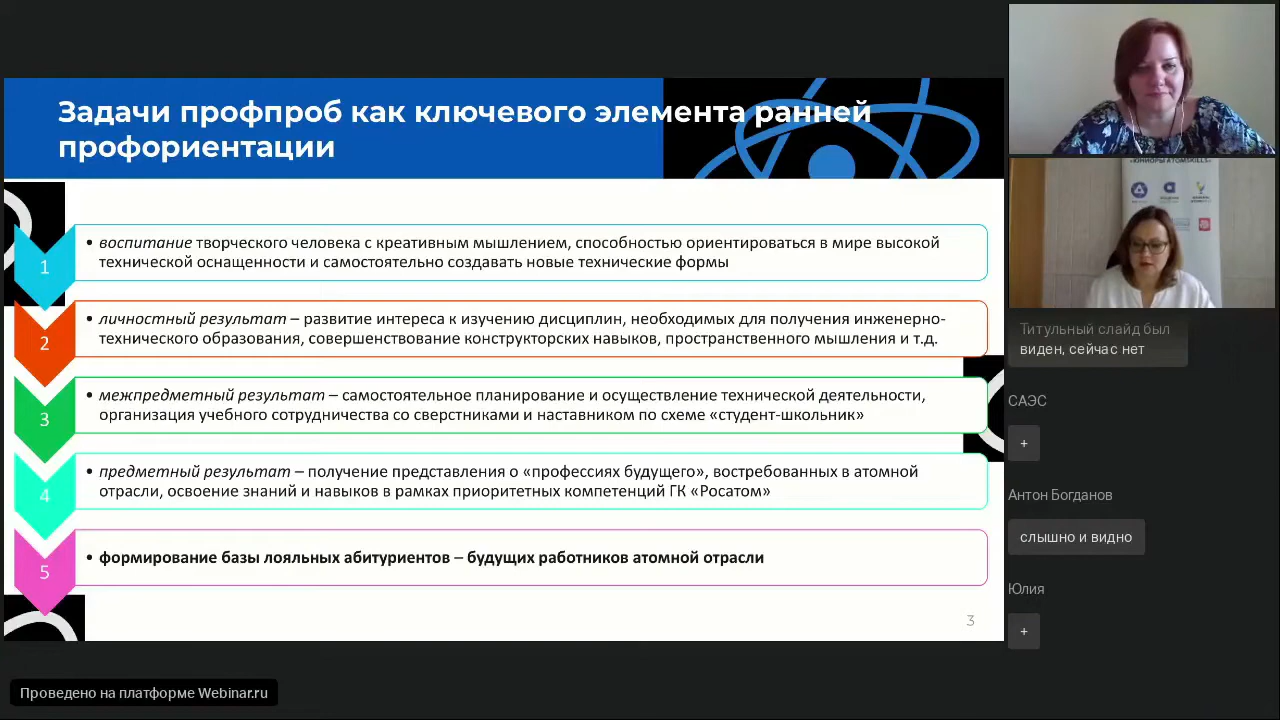 Задачи профпроб как ключевого элемента ранней
профориентации
1
• воспитание творческого человека с креативным мышлением, способностью ориентироваться в мире высокой
технической оснащенности и самостоятельно создавать новые технические формы
2
• личностный результат – развитие интереса к изучению дисциплин, необходимых для получения инженерно-
технического образования, совершенствование конструкторских навыков, пространственного мышления и т.д.
3
• межпредметный результат – самостоятельное планирование и осуществление технической деятельности,
организация учебного сотрудничества со сверстниками и наставником по схеме «студент-школьник»
4
• предметный результат – получение представления о «профессиях будущего», востребованных в атомной
отрасли, освоение знаний и навыков в рамках приоритетных компетенций ГК «Росатом»
5
• формирование базы лояльных абитуриентов – будущих работников атомной отрасли
3
«ЮНИОРЫ ATOMSKILLS»
Титульный слайд был
виден, сейчас нет
САЭС
+
Антон Богданов
слышно и видно
Юлия
+
Проведено на платформе Webinar.ru